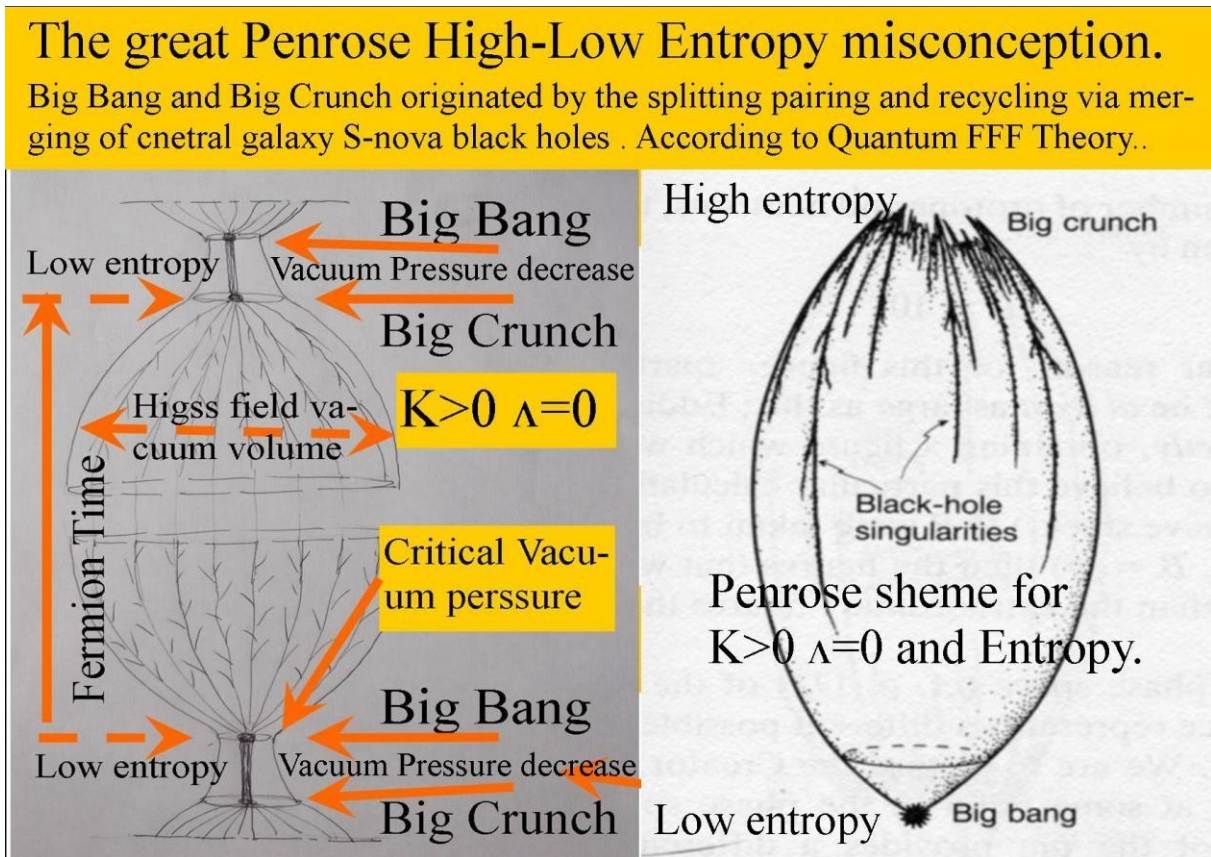 The great Penrose High-Low Entropy misconception.
Big Bang and Big Crunch originated by the splitting pairing and recycling via mer-
ging of cnetral galaxy S-nova black holes . According to Quantum FFF Theory..
Big Bang
Low entropy
Vacuum Pressure decrease
Big Crunch
Higss field va-
cuum volume
K>0 Λ=0
Fermion Time
Critical Vacu-
um perssure
Big Bang
Low entropy
Vacuum Pressure decrease
Big Crunch
High entropy
Big crunch
Black-hole
singularities
Penrose sheme for
K>0 Λ=0 and Entropy.
Low entropy
Big bang